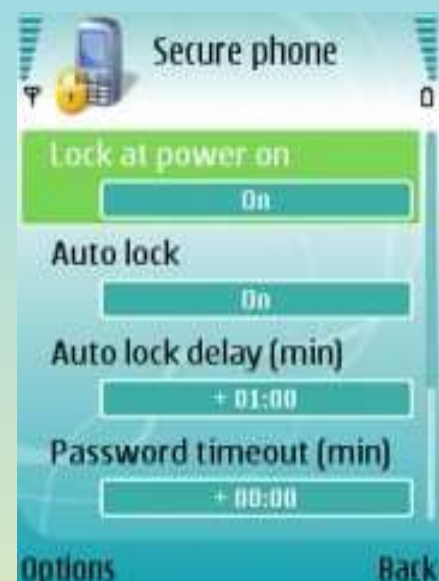 Secure phone
Lock at power on
On
Auto lock
On
Auto lock delay (min)
+ 01:00
Password timeout (min)
+ 00:00
Options Back